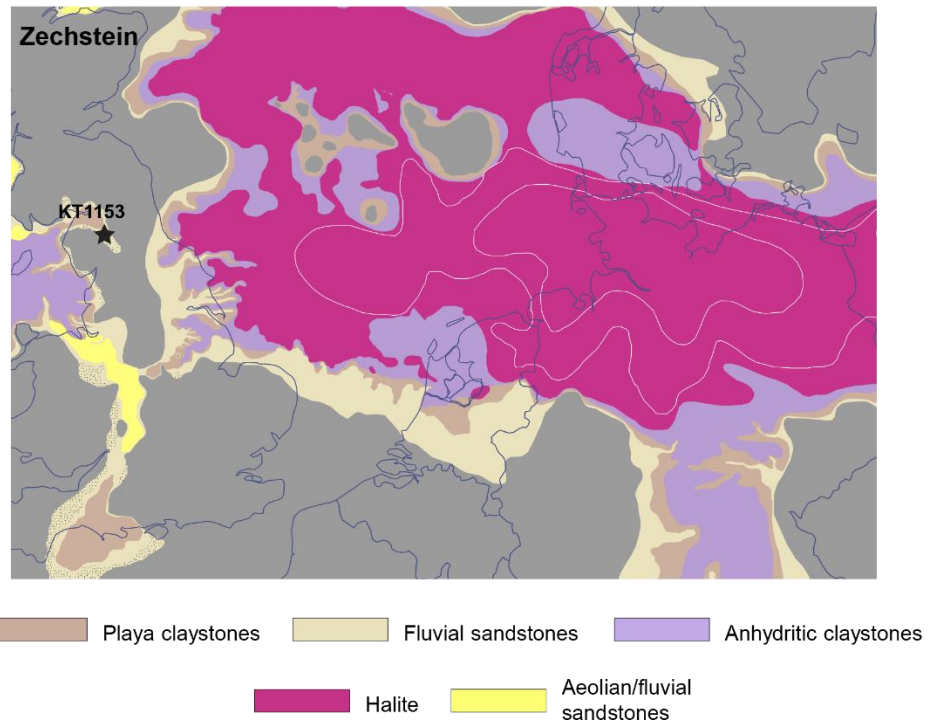 Zechstein
KT1153
Playa claystones
Fluvial sandstones
Anhydritic claystones
Halite
Aeolian/fluvial
sandstones